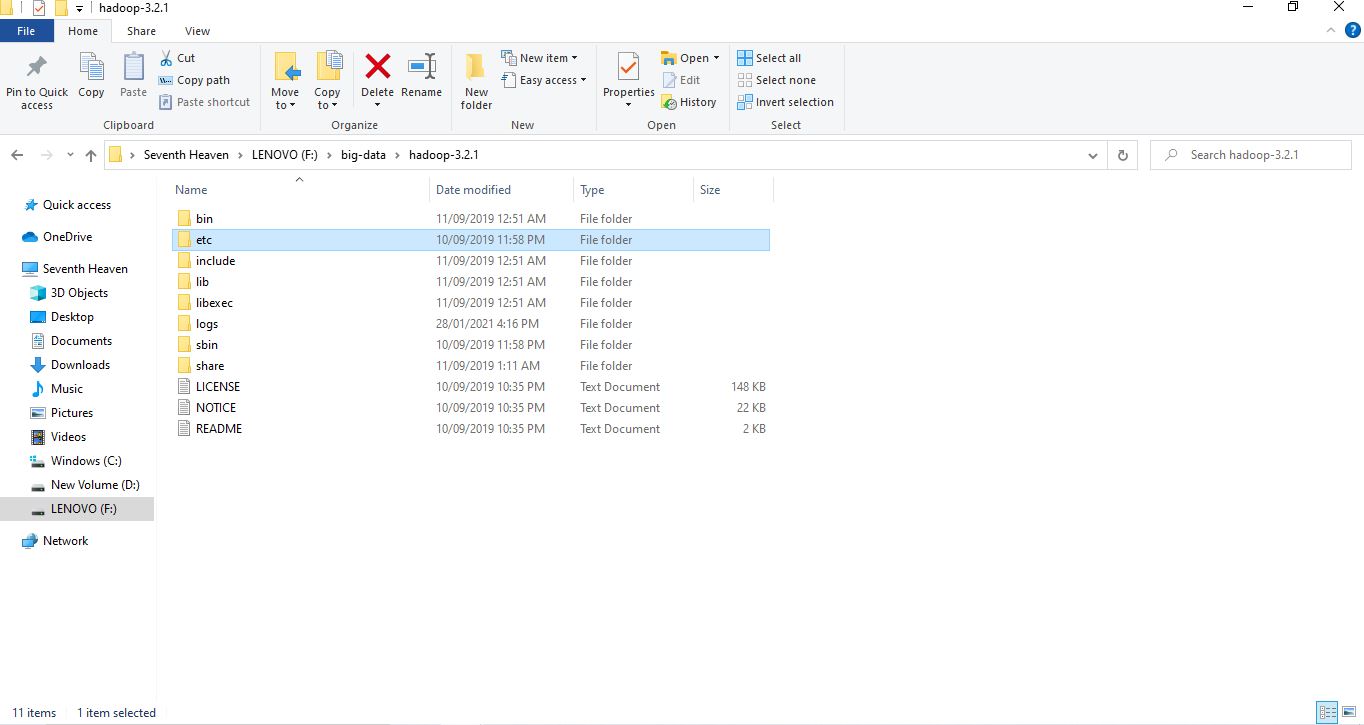 hadoop-3.2.1
File Home Share View
Pin to Quick access
Copy
Paste
Cut
Copy path
Paste shortcut
Clipboard
Move to
Copy to
Delete
Rename
Organize
New folder
New item
Easy access
New
Properties
Open
Edit
History
Open
Select all
Select none
Invert selection
Select
Seventh Heaven > LENOVO (F:) > big-data > hadoop-3.2.1
Search hadoop-3.2.1
Quick access
OneDrive
Seventh Heaven
3D Objects
Desktop
Documents
Downloads
Music
Pictures
Videos
Windows (C:)
New Volume (D:)
LENOVO (F:)
Network
Name Date modified Type Size
bin 11/09/2019 12:51 AM File folder
etc 10/09/2019 11:58 PM File folder
include 11/09/2019 12:51 AM File folder
lib 11/09/2019 12:51 AM File folder
libexec 11/09/2019 12:51 AM File folder
logs 28/01/2021 4:16 PM File folder
sbin 10/09/2019 11:58 PM File folder
share 11/09/2019 1:11 AM File folder
LICENSE 10/09/2019 10:35 PM Text Document 148 KB
NOTICE 10/09/2019 10:35 PM Text Document 22 KB
README 10/09/2019 10:35 PM Text Document 2 KB
11 items 1 item selected